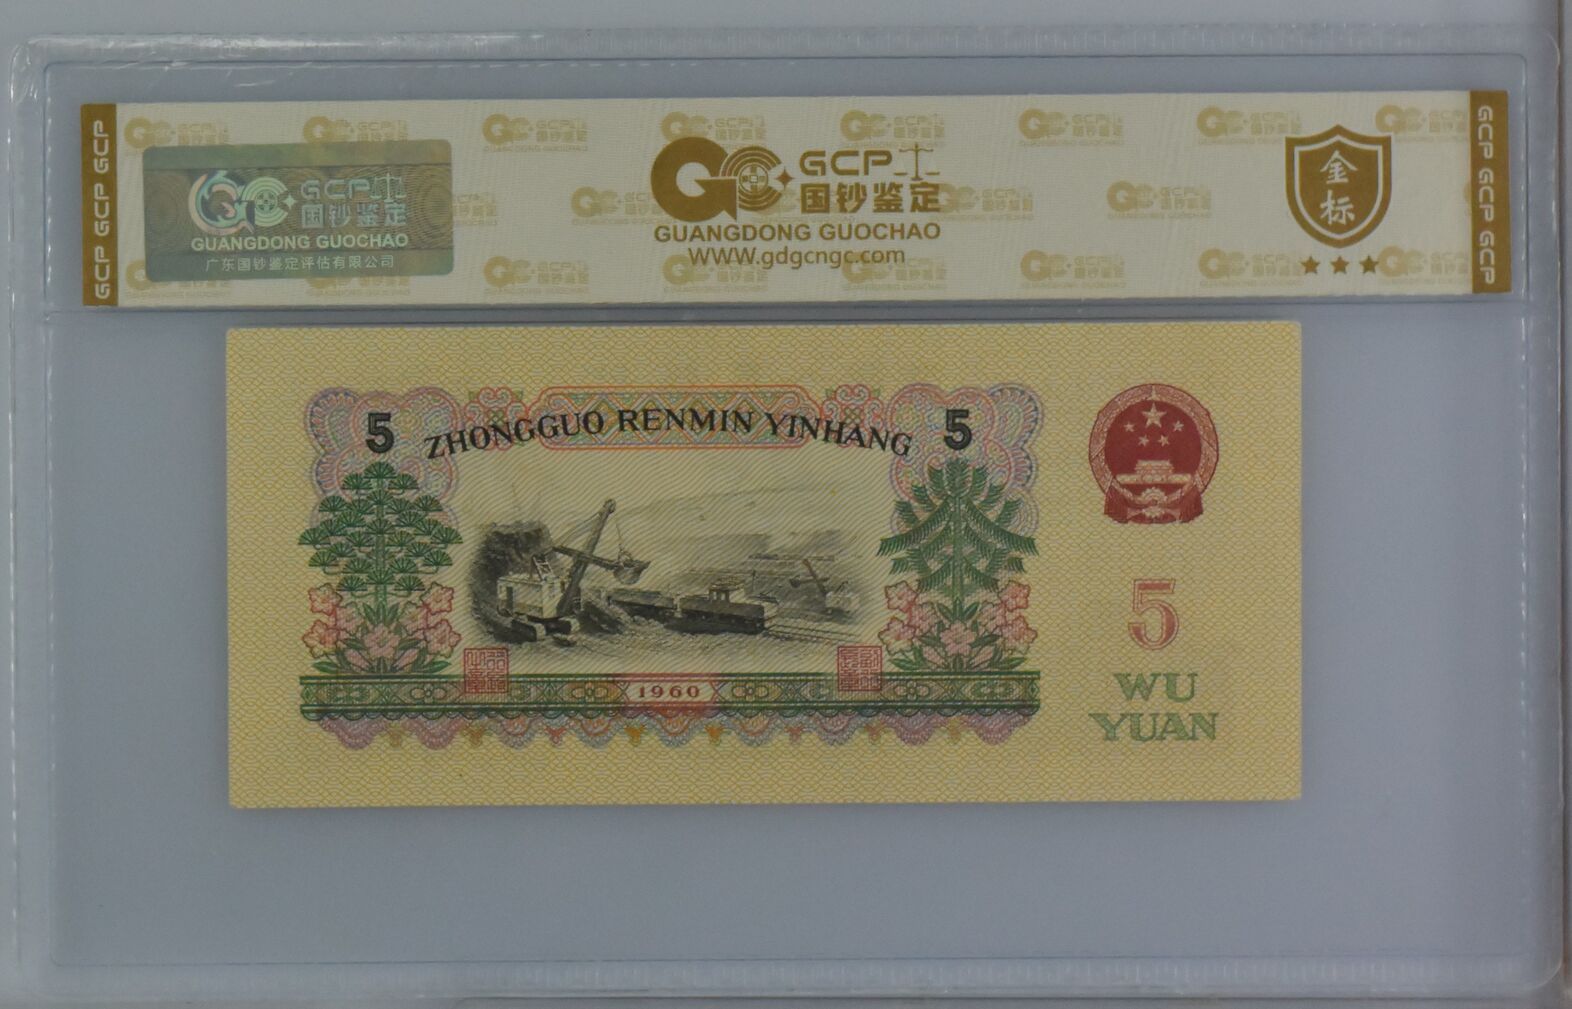 GCP GCP GCP
GCP
国钞鉴定
GUANGDONG GUOCHAO
广东国钞鉴定评估有限公司
GCP
国钞鉴定
GUANGDONG GUOCHAO
WWW.gdgcngc.com
金标
GCP GCP GCP
5
ZHONGGUO RENMIN YINHANG
5
1960
5
WU
YUAN